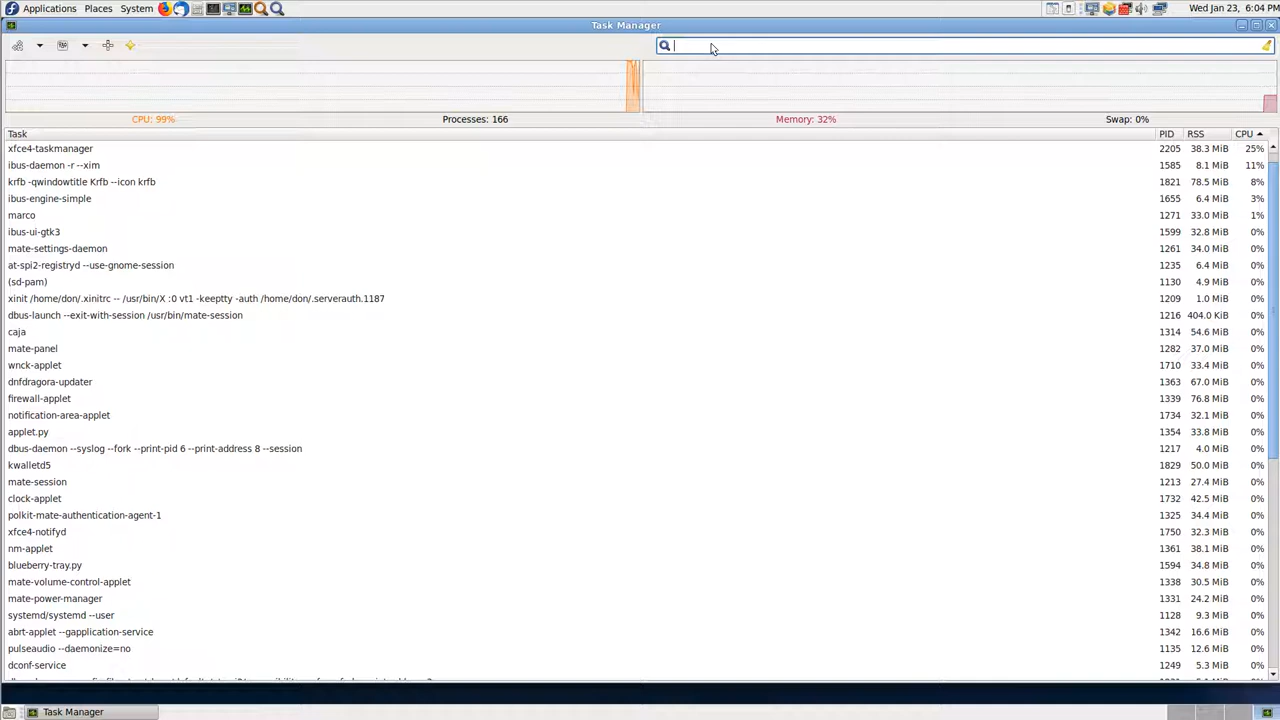 Applications Places System Wed Jan 23, 6:04 PM
Task Manager
CPU: 99% Processes: 166 Memory: 32% Swap: 0%
Task PID RSS CPU
xfce4-taskmanager 2205 38.3 MiB 25%
ibus-daemon -r --xim 1585 8.1 MiB 11%
krfb -qwindowtitle Krfb --icon krfb 1821 78.5 MiB 8%
ibus-engine-simple 1655 6.4 MiB 3%
marco 1271 33.0 MiB 1%
ibus-ui-gtk3 1599 32.8 MiB 0%
mate-settings-daemon 1261 34.0 MiB 0%
at-spi2-registryd --use-gnome-session 1235 6.4 MiB 0%
(sd-pam) 1130 4.9 MiB 0%
xinit /home/don/.xinitrc -- /usr/bin/X :0 vt1 -keeptty -auth /home/don/.serverauth.1187 1209 1.0 MiB 0%
dbus-launch --exit-with-session /usr/bin/mate-session 1216 404.0 KiB 0%
caja 1314 54.6 MiB 0%
mate-panel 1282 37.0 MiB 0%
wnck-applet 1710 33.4 MiB 0%
dnfdragora-updater 1363 67.0 MiB 0%
firewall-applet 1339 76.8 MiB 0%
notification-area-applet 1734 32.1 MiB 0%
applet.py 1354 33.8 MiB 0%
dbus-daemon --syslog --fork --print-pid 6 --print-address 8 --session 1217 4.0 MiB 0%
kwalletd5 1829 50.0 MiB 0%
mate-session 1213 27.4 MiB 0%
clock-applet 1732 42.5 MiB 0%
polkit-mate-authentication-agent-1 1325 34.4 MiB 0%
xfce4-notifyd 1750 32.3 MiB 0%
nm-applet 1361 38.1 MiB 0%
blueberry-tray.py 1594 34.8 MiB 0%
mate-volume-control-applet 1338 30.5 MiB 0%
mate-power-manager 1331 24.2 MiB 0%
systemd/systemd --user 1128 9.3 MiB 0%
abrt-applet --gapplication-service 1342 16.6 MiB 0%
pulseaudio --daemonize=no 1135 12.6 MiB 0%
dconf-service 1249 5.3 MiB 0%
Task Manager